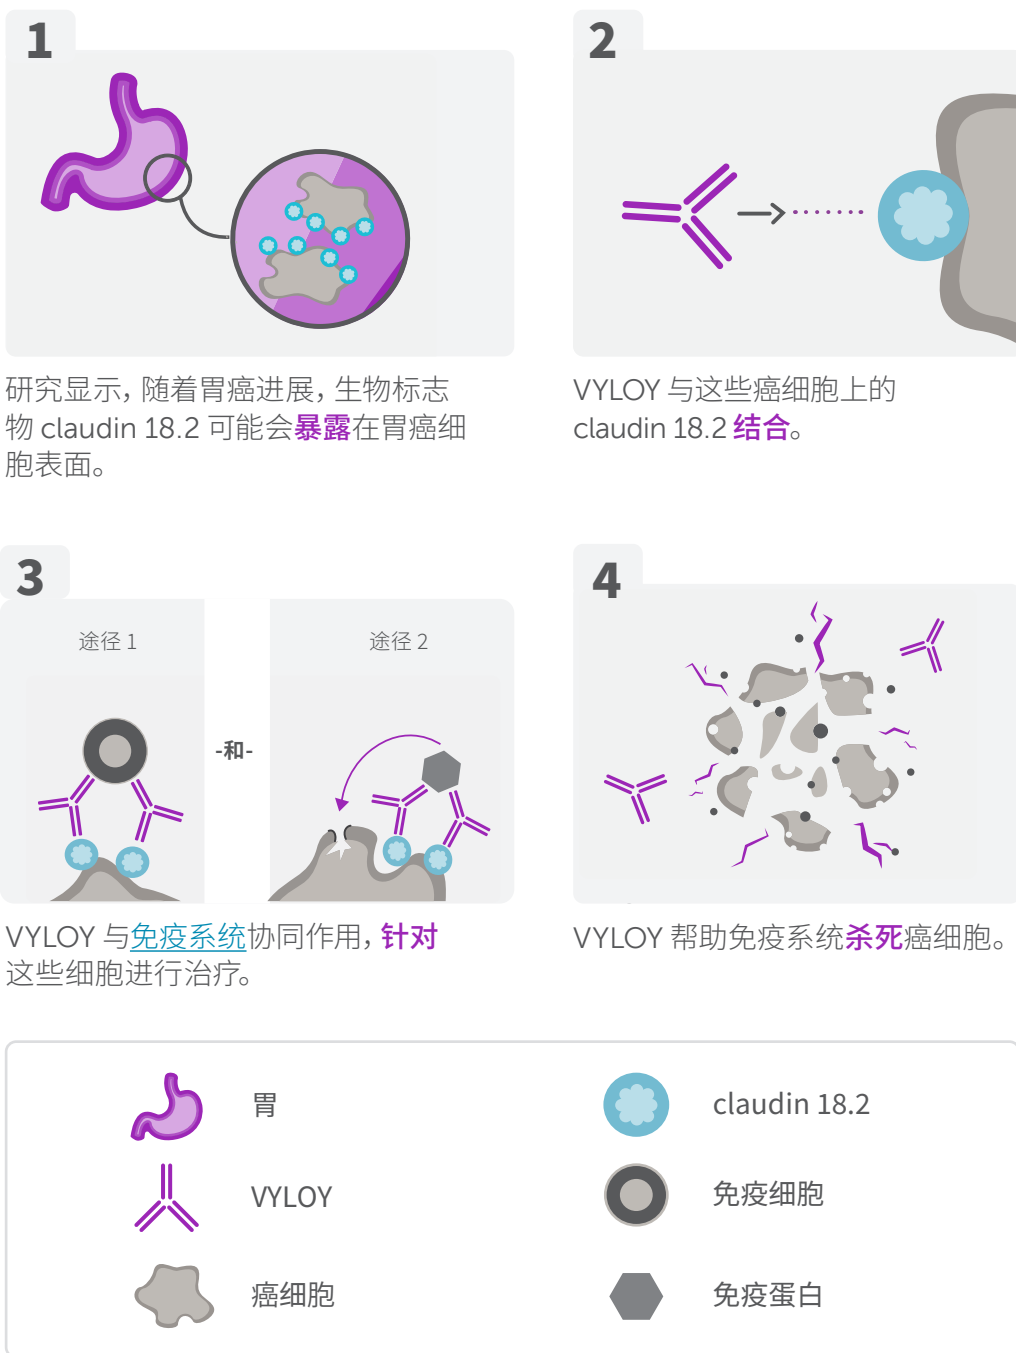 1
研究显示，随着胃癌进展，生物标志
物 claudin 18.2 可能会暴露在胃癌细
胞表面。
2
VYLOY 与这些癌细胞上的
claudin 18.2 结合。
3
途径 1
-和-
途径 2
VYLOY 与免疫系统协同作用，针对
这些细胞进行治疗。
4
VYLOY 帮助免疫系统杀死癌细胞。
胃
claudin 18.2
VYLOY
免疫细胞
癌细胞
免疫蛋白